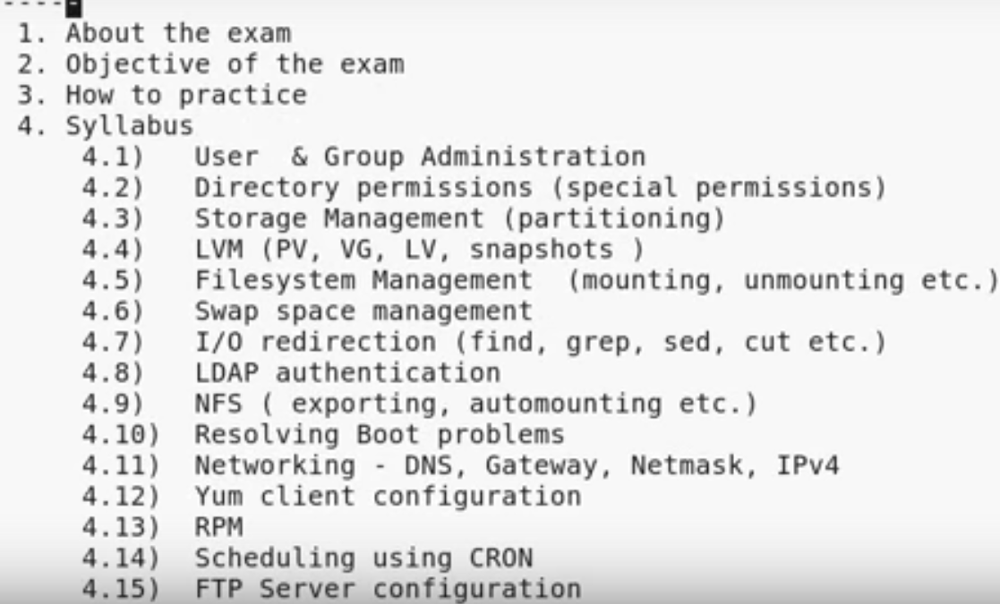 -----
1. About the exam
2. Objective of the exam
3. How to practice
4. Syllabus
4.1) User & Group Administration
4.2) Directory permissions (special permissions)
4.3) Storage Management (partitioning)
4.4) LVM (PV, VG, LV, snapshots )
4.5) Filesystem Management (mounting, unmounting etc.)
4.6) Swap space management
4.7) I/O redirection (find, grep, sed, cut etc.)
4.8) LDAP authentication
4.9) NFS ( exporting, automounting etc.)
4.10) Resolving Boot problems
4.11) Networking - DNS, Gateway, Netmask, IPv4
4.12) Yum client configuration
4.13) RPM
4.14) Scheduling using CRON
4.15) FTP Server configuration